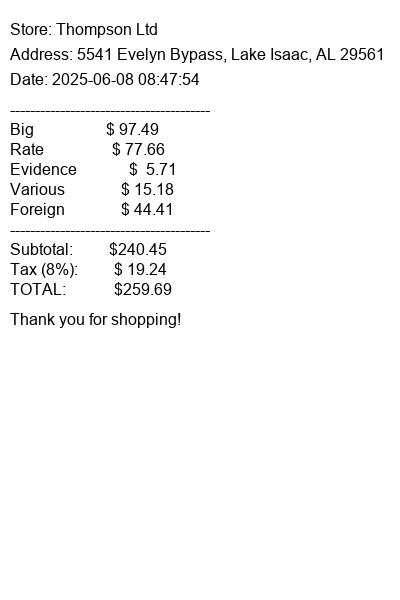 Store: Thompson Ltd
Address: 5541 Evelyn Bypass, Lake Isaac, AL 29561
Date: 2025-06-08 08:47:54
----------------------------------------
Big $ 97.49
Rate $ 77.66
Evidence $ 5.71
Various $ 15.18
Foreign $ 44.41
----------------------------------------
Subtotal: $240.45
Tax (8%): $ 19.24
TOTAL: $259.69
Thank you for shopping!